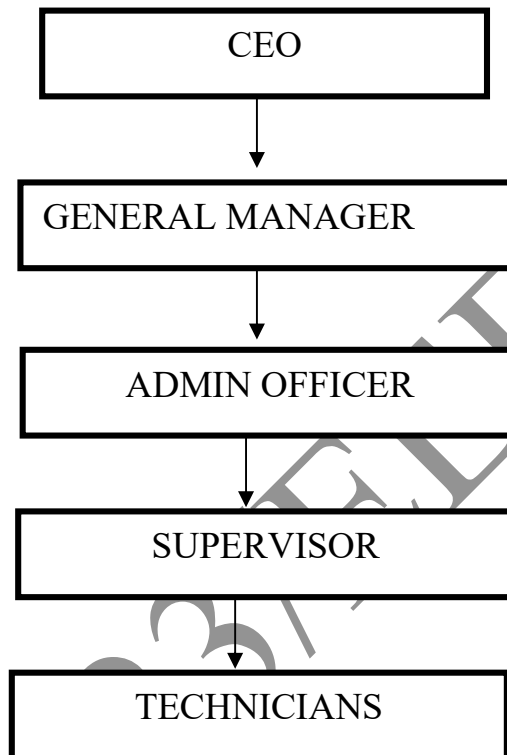 CEO
GENERAL MANAGER
ADMIN OFFICER
SUPERVISOR
TECHNICIANS